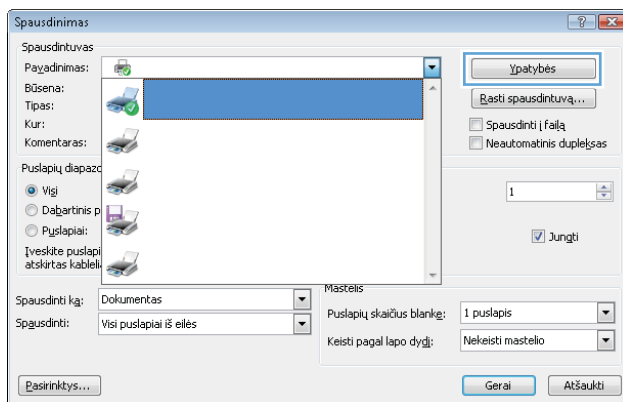 Spausdinimas
Spausdintuvas
Pavadinimas:
Ypatybės
Būsena:
Tipas:
Rasti spausdintuvą...
Kur:
Spausdinti į failą
Komentaras:
Neautomatinis dupleksas
Puslapių diapazo
Visi
1
Dabartinis p
Puslapiai:
Jungti
Įveskite puslapi
atskirtas kableli
Mastelis
Spausdinti ką: Dokumentas
Puslapių skaičius blanke: 1 puslapis
Spausdinti: Visi puslapiai iš eilės
Keisti pagal lapo dydį: Nekeisti mastelio
Pasirinktys...
Gerai
Atšaukti